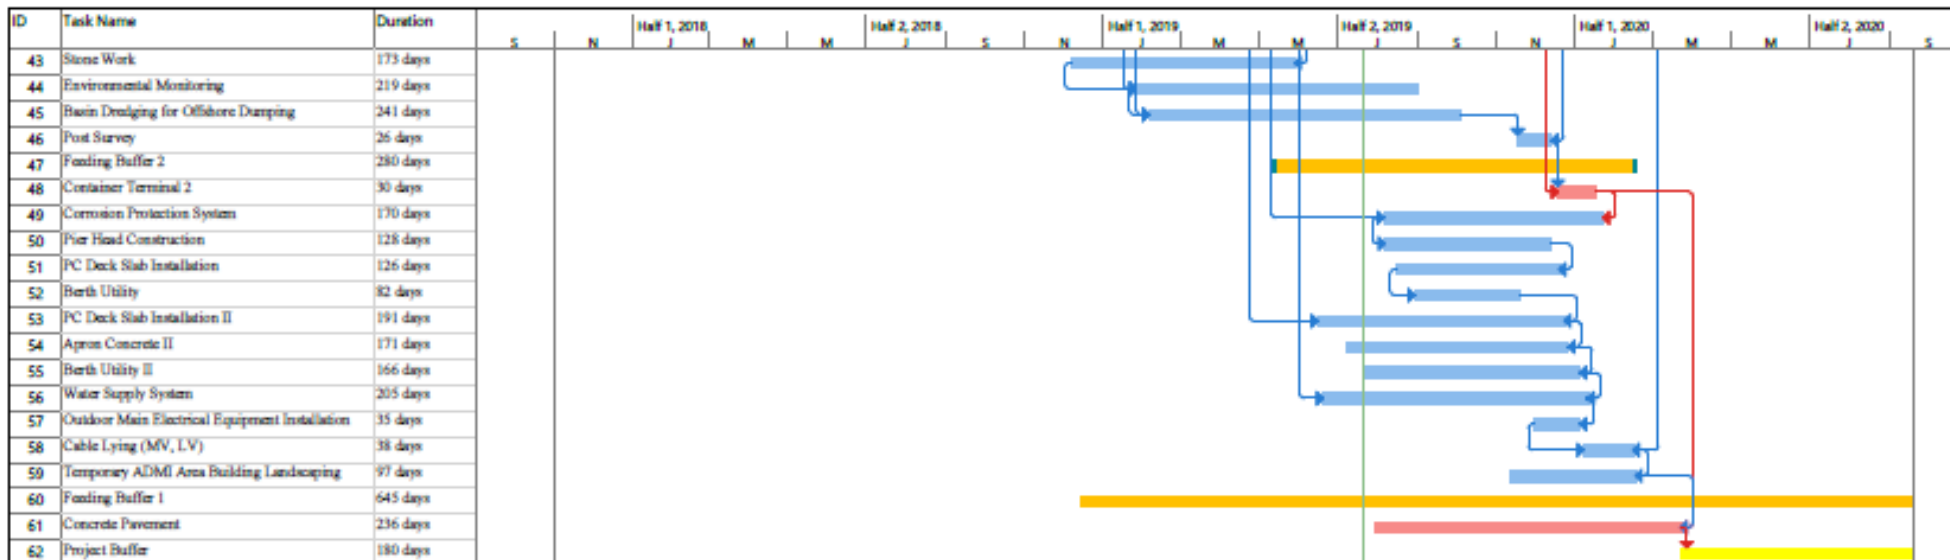 ID Task Name Duration Half 1, 2018 Half 2, 2018 Half 1, 2019 Half 2, 2019 Half 1, 2020 Half 2, 2020
S N J M M J S N J M M J S N J M M J S
43 Stone Work 173 days
44 Environmental Monitoring 219 days
45 Basin Dredging for Offshore Dumping 241 days
46 Post Survey 26 days
47 Feeding Buffer 2 280 days
48 Container Terminal 2 30 days
49 Corrosion Protection System 170 days
50 Pier Head Construction 128 days
51 PC Deck Slab Installation 126 days
52 Berth Utility 82 days
53 PC Deck Slab Installation II 191 days
54 Apron Concrete II 171 days
55 Berth Utility II 166 days
56 Water Supply System 205 days
57 Outdoor Main Electrical Equipment Installation 35 days
58 Cable Lying (MV, LV) 38 days
59 Temporary ADMI Area Building Landscaping 97 days
60 Feeding Buffer 1 645 days
61 Concrete Pavement 236 days
62 Project Buffer 180 days